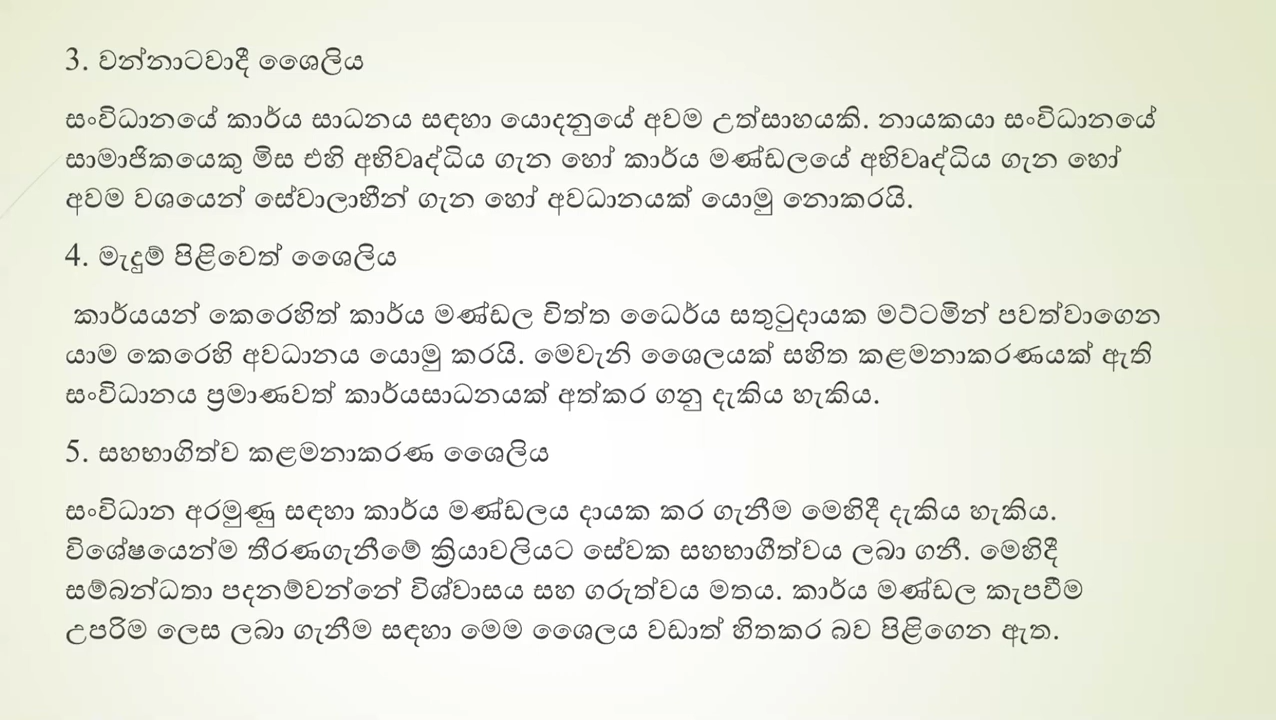 3. වන්නාටවාදී ශෛලිය
සංවිධානයේ කාර්ය සාධනය සඳහා යොදනුයේ අවම උත්සාහයකි. නායකයා සංවිධානයේ
සාමාජිකයෙකු මිස එහි අභිවෘද්ධිය ගැන හෝ කාර්ය මණ්ඩලයේ අභිවෘද්ධිය ගැන හෝ
අවම වශයෙන් සේවාලාභීන් ගැන හෝ අවධානයක් යොමු නොකරයි.
4. මැදුම් පිළිවෙත් ශෛලිය
කාර්යයන් කෙරෙහිත් කාර්ය මණ්ඩල චිත්ත ධෛර්ය සතුටුදායක මට්ටමින් පවත්වාගෙන
යාම කෙරෙහි අවධානය යොමු කරයි. මෙවැනි ශෛලයක් සහිත කළමනාකරණයක් ඇති
සංවිධානය ප්‍රමාණවත් කාර්යසාධනයක් අත්කර ගනු දැකිය හැකිය.
5. සහභාගිත්ව කළමනාකරණ ශෛලිය
සංවිධාන අරමුණු සඳහා කාර්ය මණ්ඩලය දායක කර ගැනීම මෙහිදී දැකිය හැකිය.
විශේෂයෙන්ම තීරණගැනීමේ ක්‍රියාවලියට සේවක සහභාගීත්වය ලබා ගනී. මෙහිදී
සම්බන්ධතා පදනම්වන්නේ විශ්වාසය සහ ගරුත්වය මතය. කාර්ය මණ්ඩල කැපවීම
උපරිම ලෙස ලබා ගැනීම සඳහා මෙම ශෛලය වඩාත් හිතකර බව පිළිගෙන ඇත.